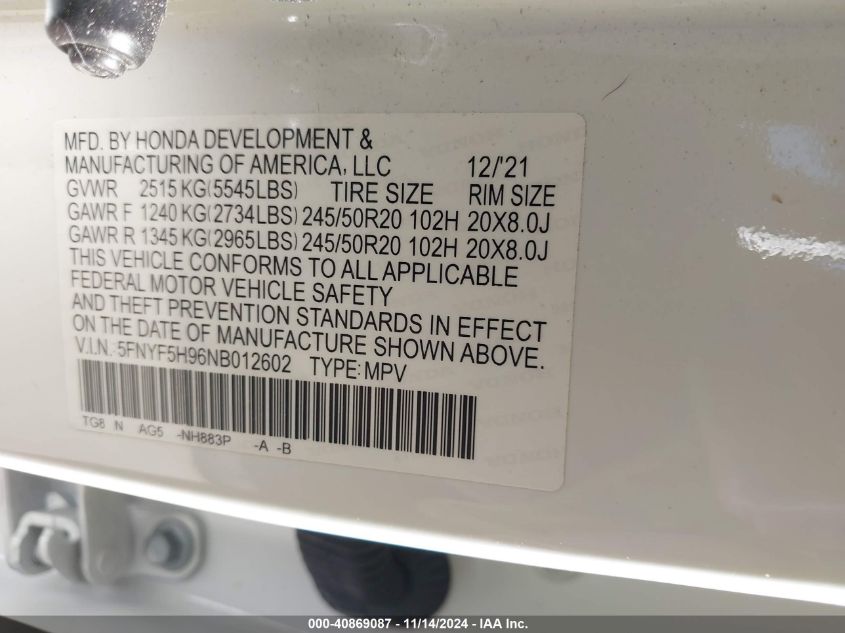 MFD. BY HONDA DEVELOPMENT &
MANUFACTURING OF AMERICA, LLC 12/'21
GVWR 2515 KG(5545LBS) TIRE SIZE RIM SIZE
GAWR F 1240 KG(2734LBS) 245/50R20 102H 20X8.0J
GAWR R 1345 KG(2965LBS) 245/50R20 102H 20X8.0J
THIS VEHICLE CONFORMS TO ALL APPLICABLE
FEDERAL MOTOR VEHICLE SAFETY
AND THEFT PREVENTION STANDARDS IN EFFECT
ON THE DATE OF MANUFACTURE SHOWN ABOVE.
V.I.N.: 5FNYF5H96NB012602 TYPE: MPV
TG8 N AG5 -NH883P -A -B
000-40869087 - 11/14/2024 - IAA Inc.